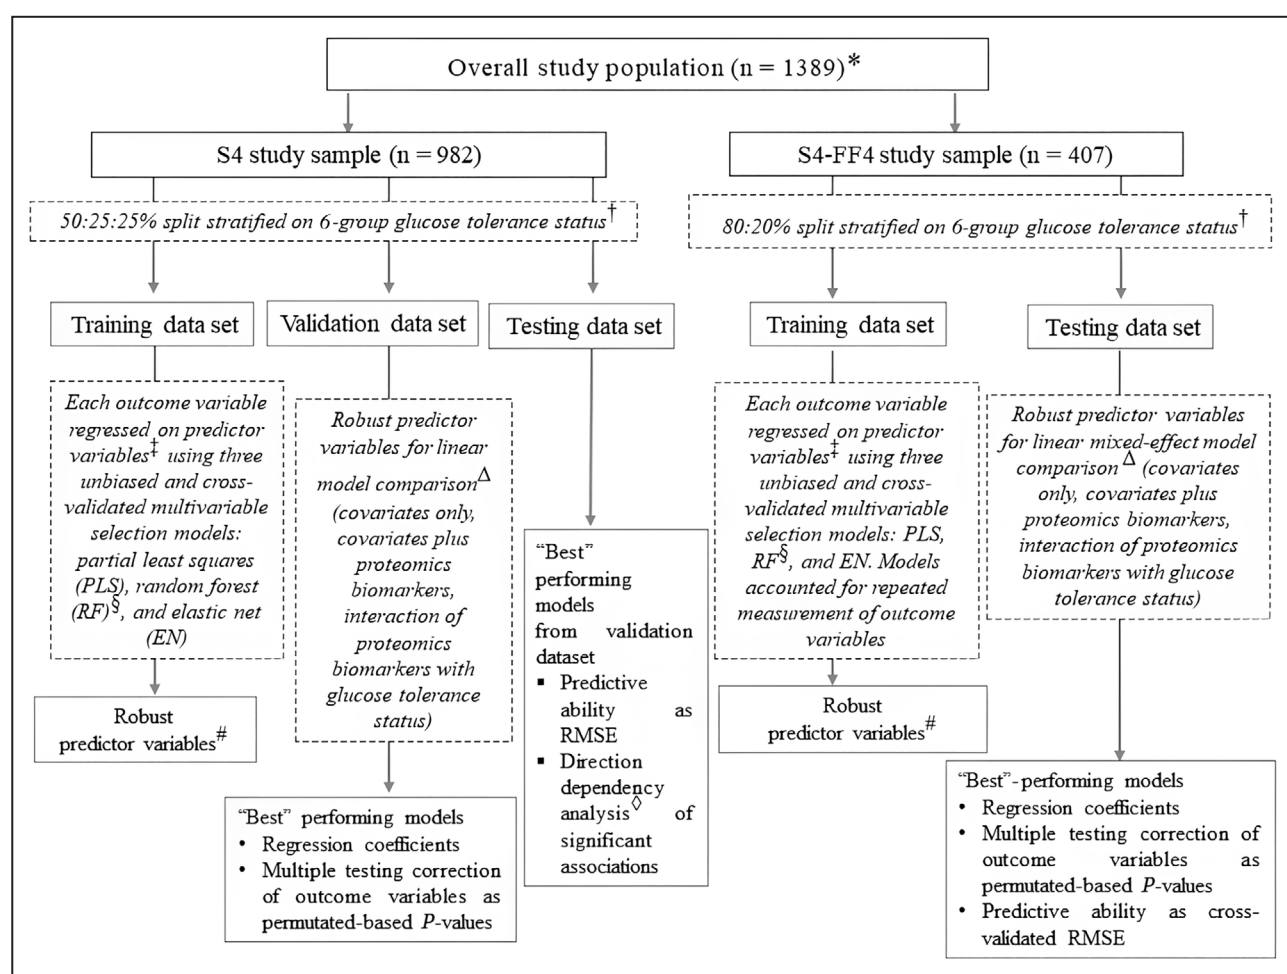 Overall study population (n = 1389)*
S4 study sample (n = 982)
S4-FF4 study sample (n = 407)
50:25:25% split stratified on 6-group glucose tolerance status†
80:20% split stratified on 6-group glucose tolerance status†
Training data set
Validation data set
Testing data set
Training data set
Testing data set
Each outcome variable
regressed on predictor
variables‡ using three
unbiased and cross-
validated multivariable
selection models:
partial least squares
(PLS), random forest
(RF)§, and elastic net
(EN)
Robust
predictor variables#
Robust predictor
variables for linear
model comparisonΔ
(covariates only,
covariates plus
proteomics
biomarkers,
interaction of
proteomics
biomarkers with
glucose tolerance
status)
"Best" performing models
• Regression coefficients
• Multiple testing correction
of outcome variables as
permutated-based P-values
"Best"
performing
models
from validation
dataset
▪ Predictive
ability as
RMSE
▪ Direction
dependency
analysis◊ of
significant
associations
Each outcome variable
regressed on predictor
variables‡ using three
unbiased and cross-
validated multivariable
selection models: PLS,
RF§, and EN. Models
accounted for repeated
measurement of outcome
variables
Robust
predictor variables#
Robust predictor variables
for linear mixed-effect model
comparisonΔ (covariates
only, covariates plus
proteomics biomarkers,
interaction of proteomics
biomarkers with glucose
tolerance status)
"Best"-performing models
• Regression coefficients
• Multiple testing correction of
outcome variables as
permutated-based P-values
• Predictive ability as cross-
validated RMSE